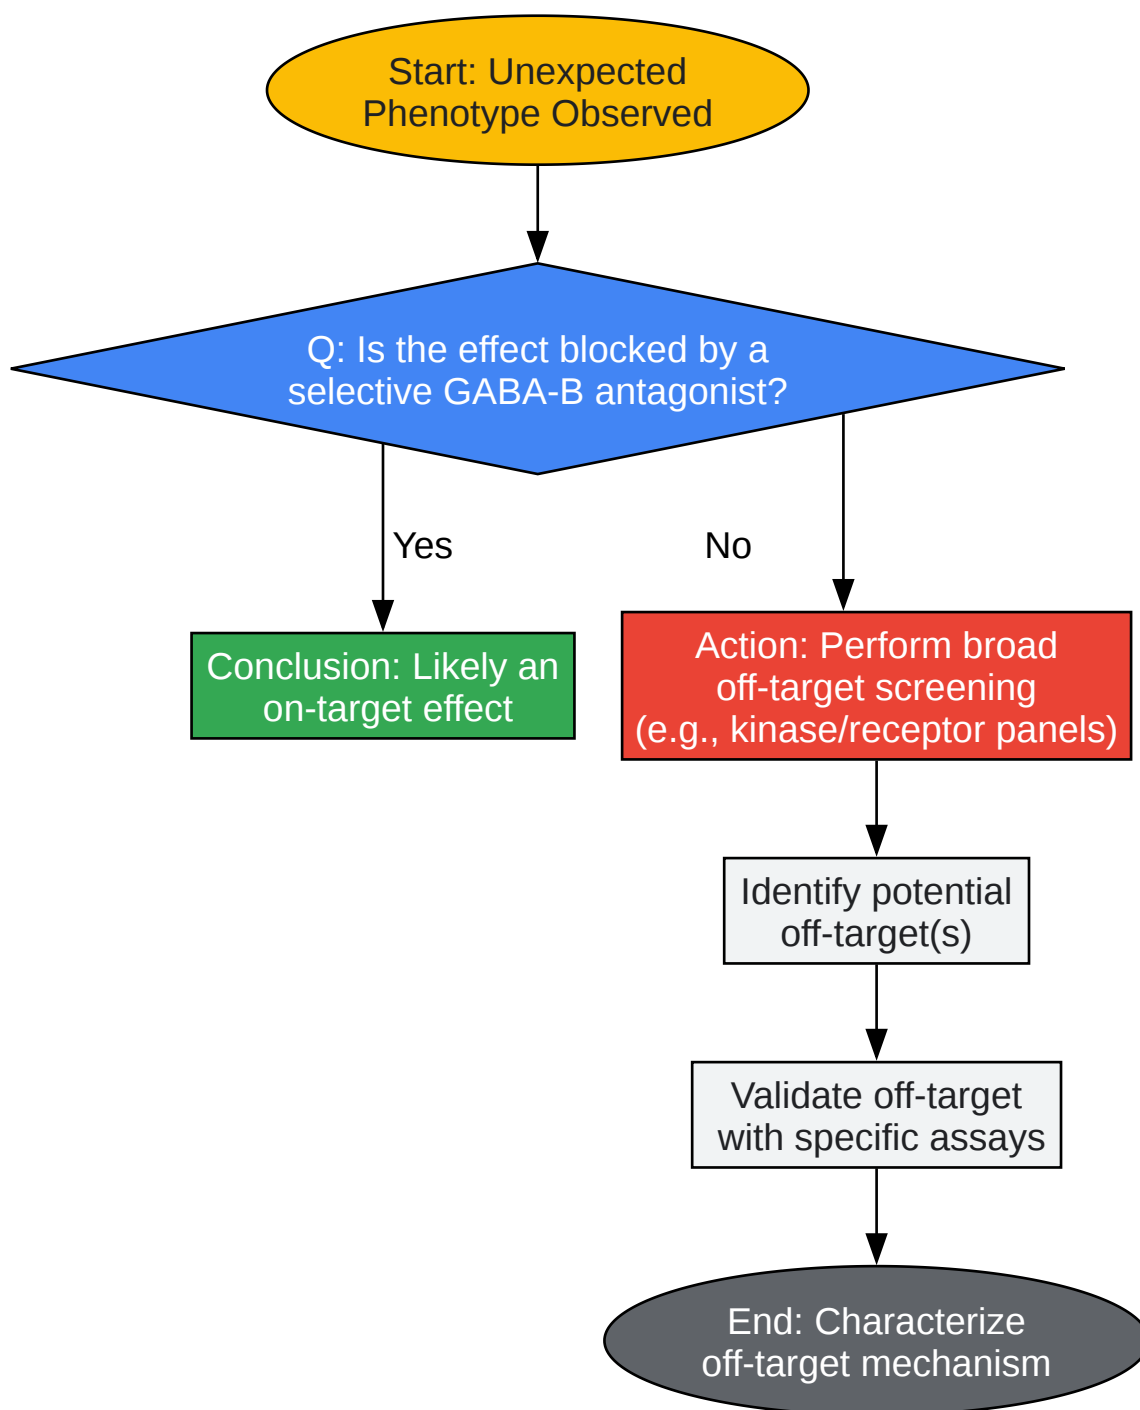 Start: Unexpected
Phenotype Observed
Q: Is the effect blocked by a
selective GABA-B antagonist?
Yes
No
Conclusion: Likely an
on-target effect
Action: Perform broad
off-target screening
(e.g., kinase/receptor panels)
Identify potential
off-target(s)
Validate off-target
with specific assays
End: Characterize
off-target mechanism